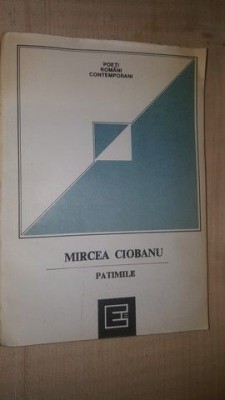 POEȚI
ROMÂNI
CONTEMPORANI
MIRCEA CIOBANU
PATIMILE
E